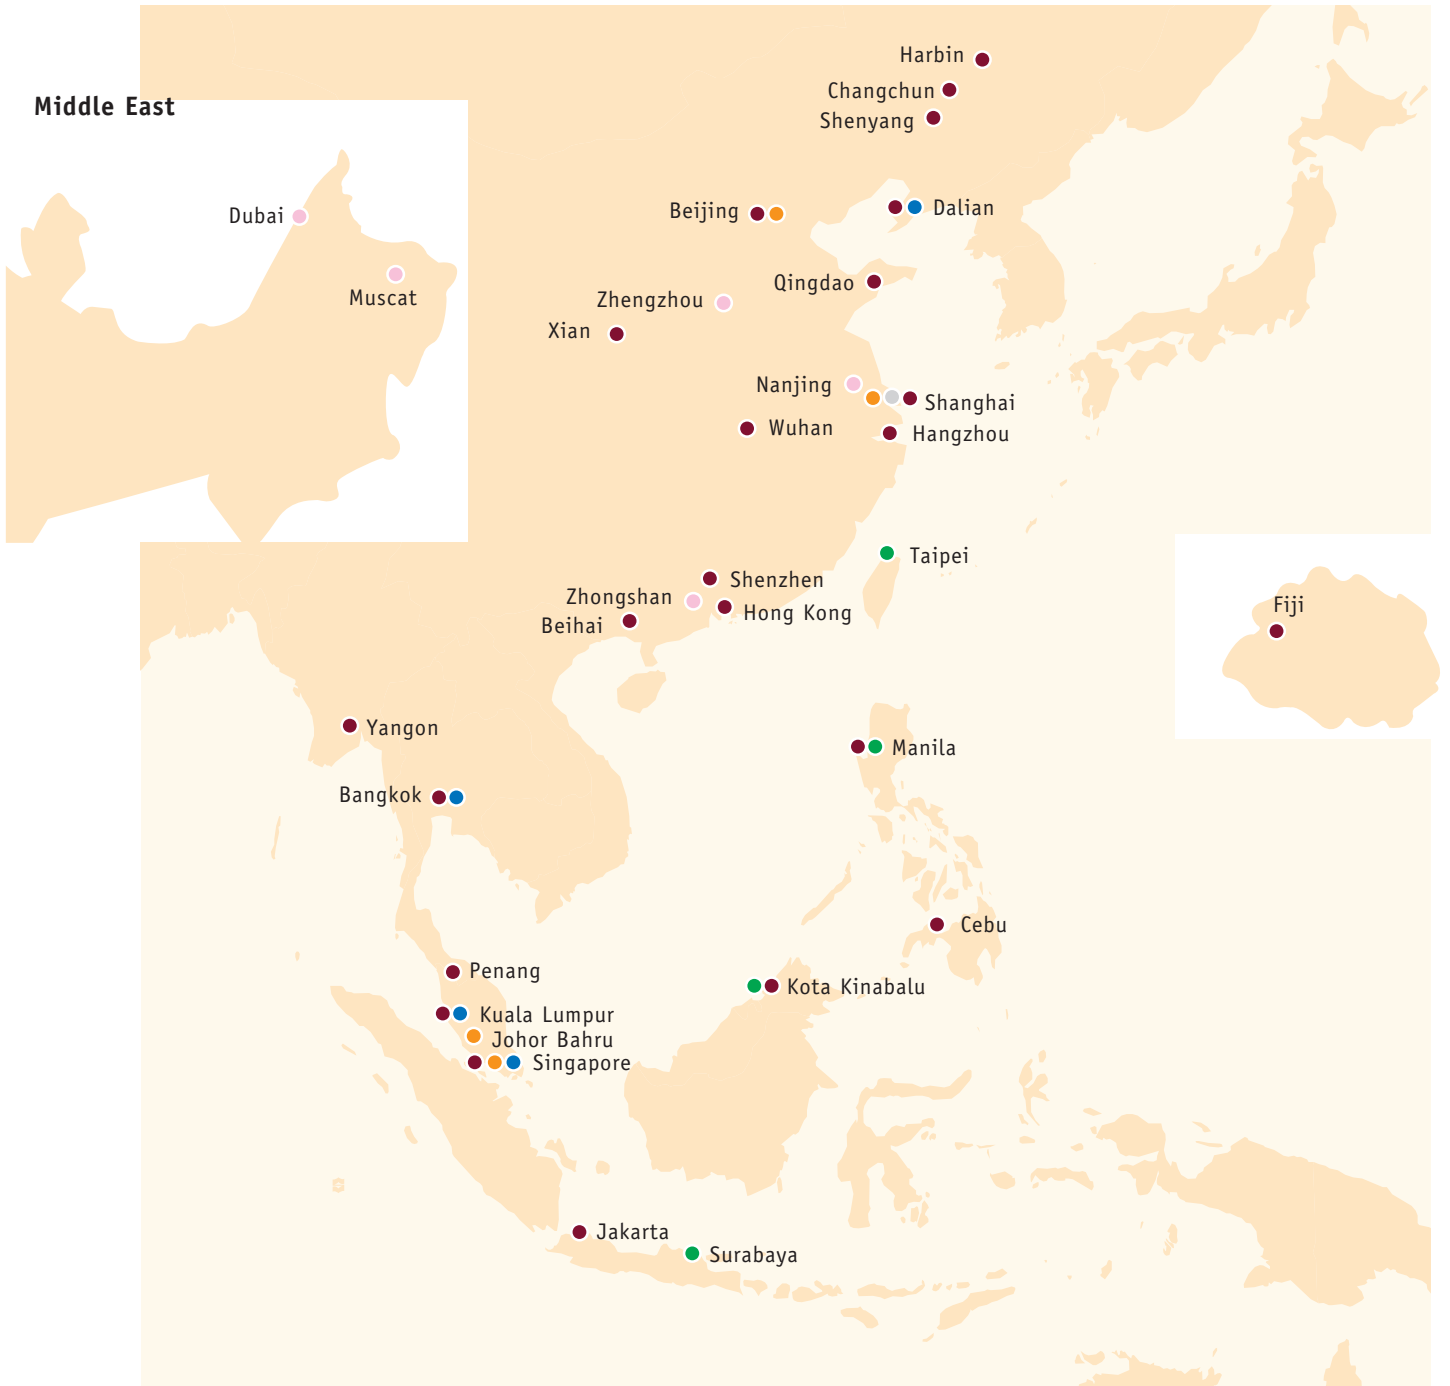 Harbin
Changchun
Middle East
Shenyang
Dubai
Beijing
Dalian
Muscat
Qingdao
Zhengzhou
Xian
Nanjing
Shanghai
Wuhan
Hangzhou
Taipei
Shenzhen
Zhongshan
Hong Kong
Beihai
Fiji
Yangon
Manila
Bangkok
Cebu
Penang
Kota Kinabalu
Kuala Lumpur
Johor Bahru
Singapore
Jakarta
Surabaya